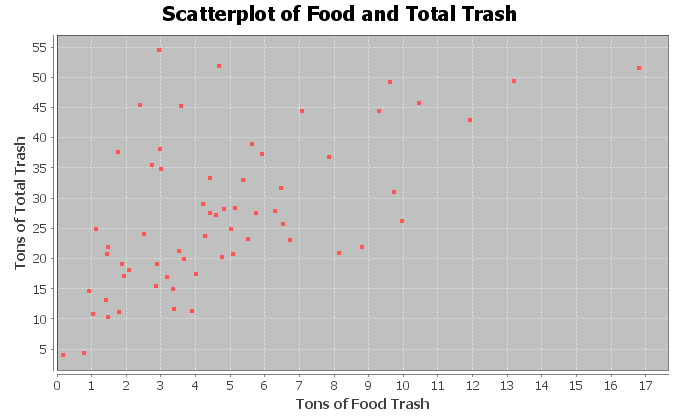 Scatterplot of Food and Total Trash
Tons of Total Trash
55
50
45
40
35
30
25
20
15
10
5
0 1 2 3 4 5 6 7 8 9 10 11 12 13 14 15 16 17
Tons of Food Trash